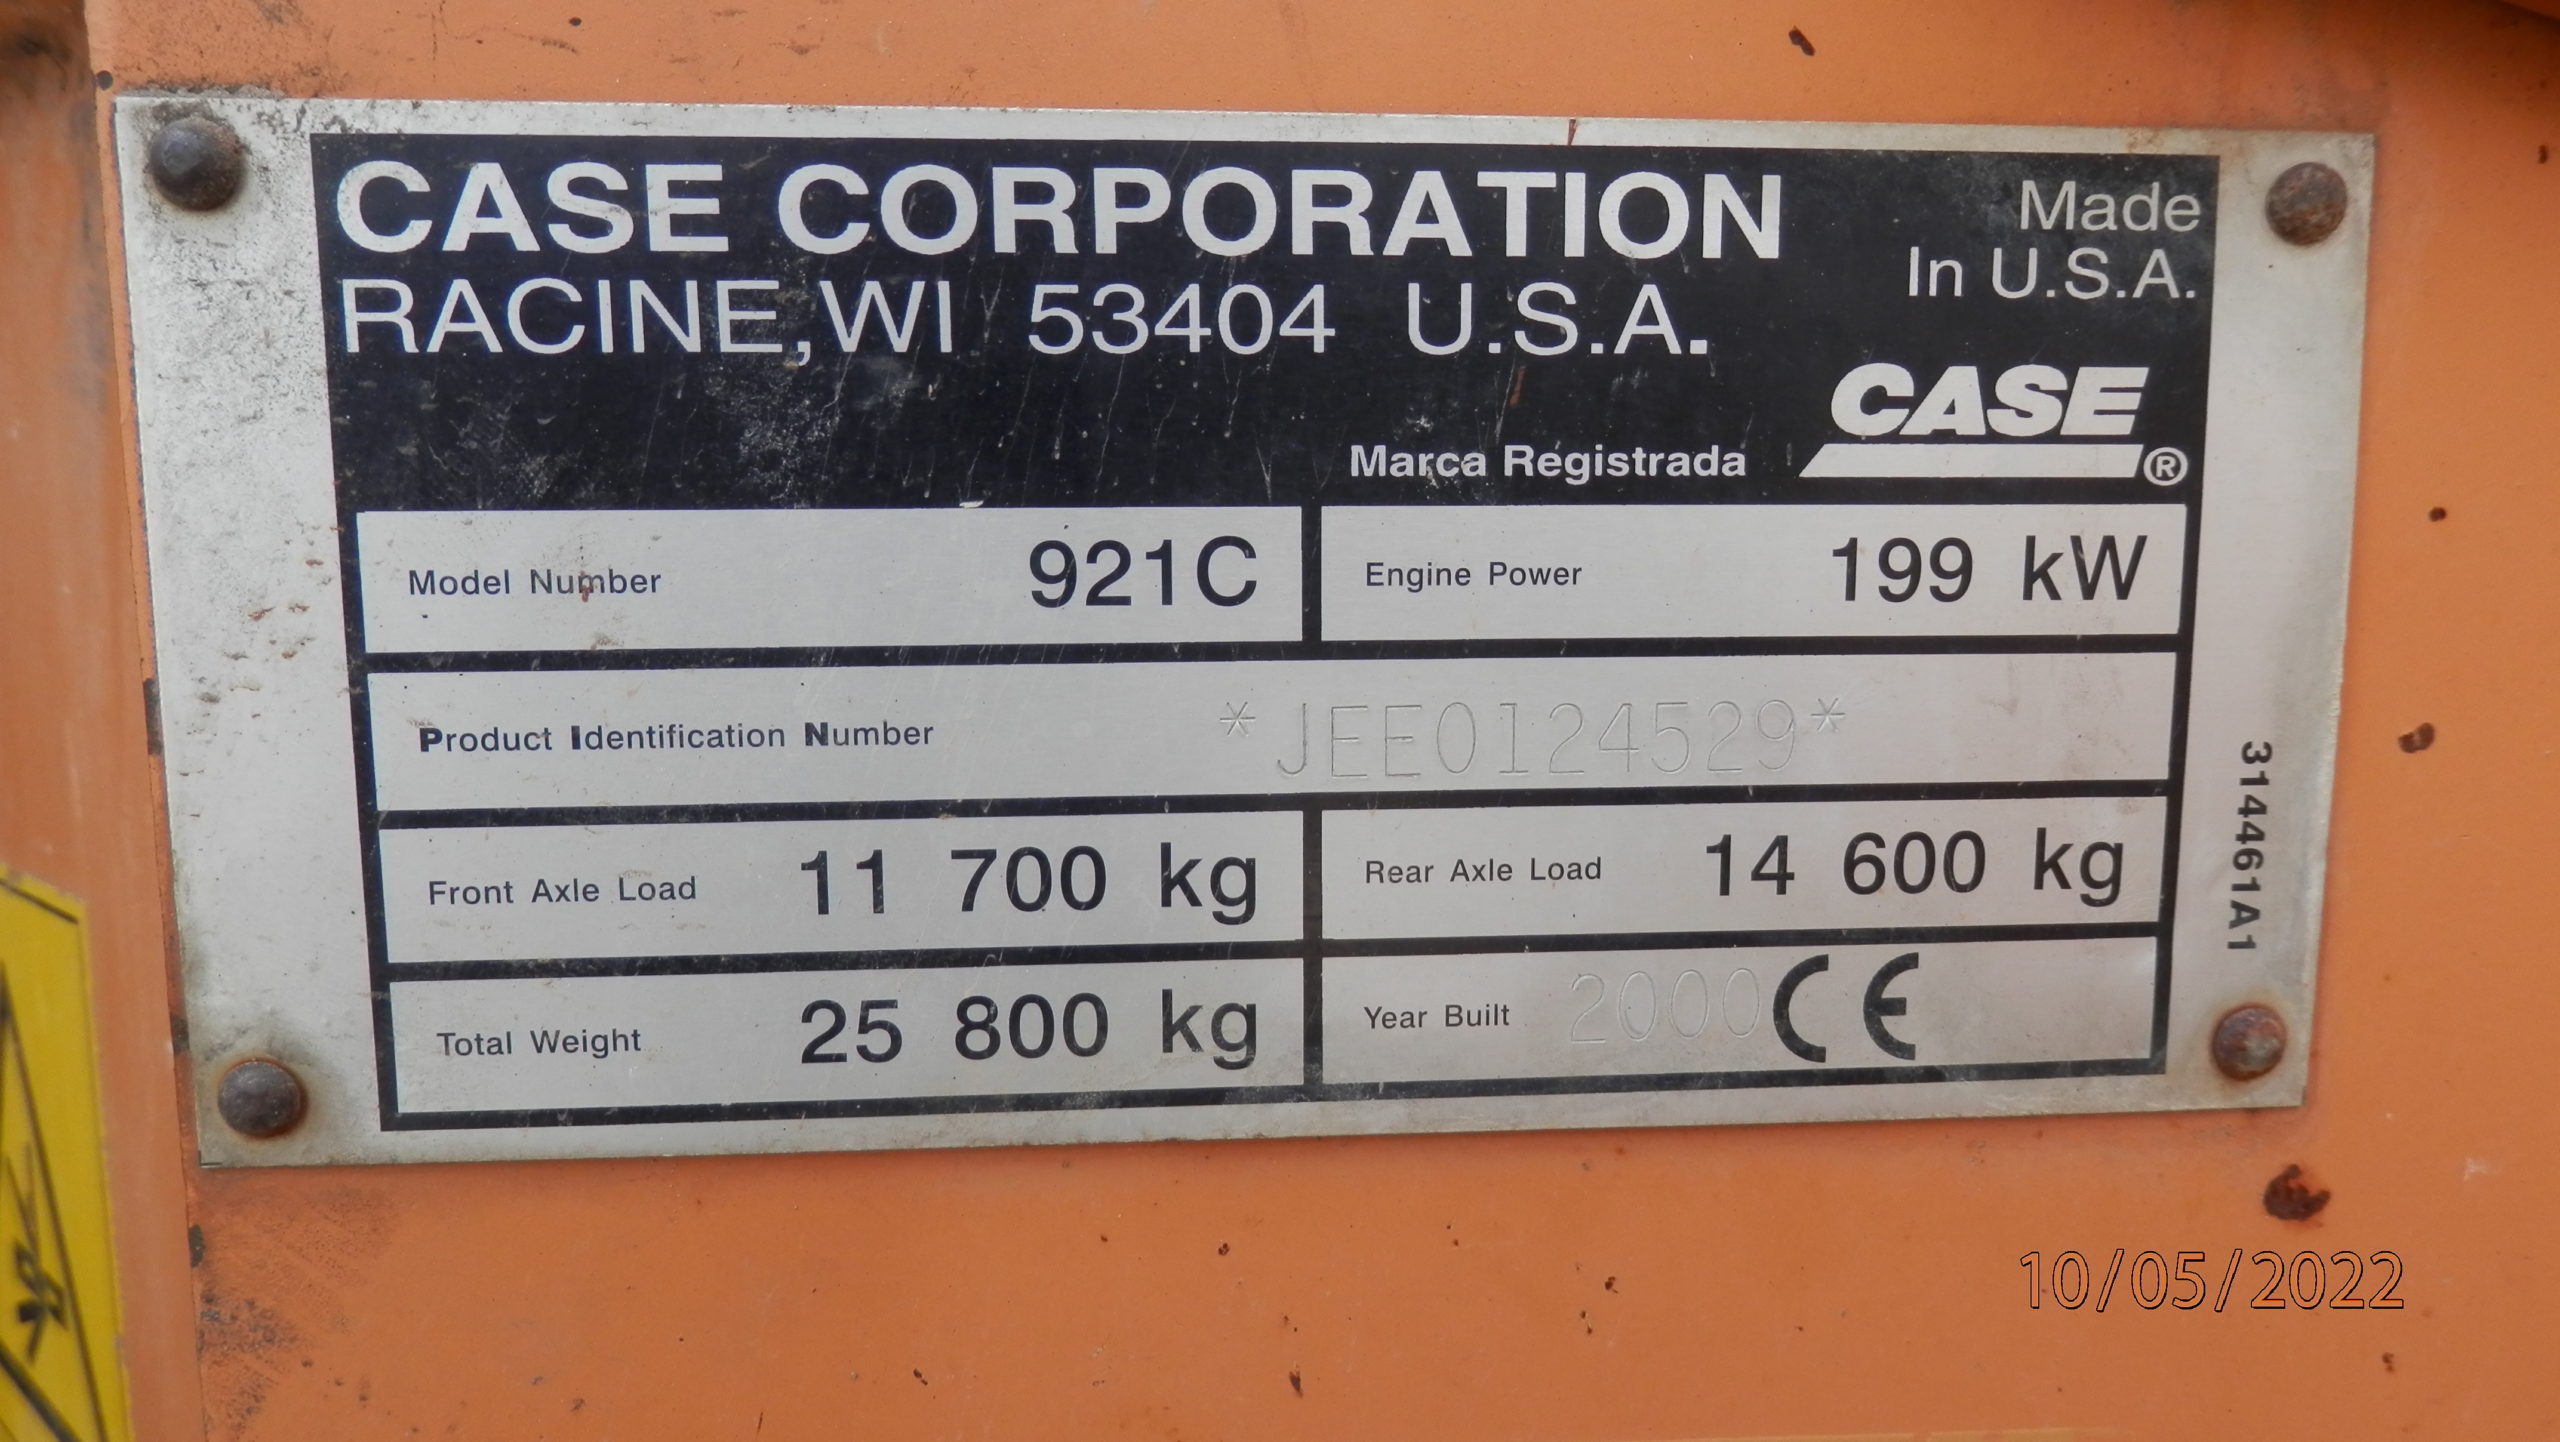 CASE CORPORATION
RACINE, WI 53404 U.S.A.
Made
In U.S.A.
Marca Registrada
CASE®
Model Number 921C
Engine Power 199 kW
Product Identification Number *JEE0124529*
Front Axle Load 11 700 kg
Rear Axle Load 14 600 kg
Total Weight 25 800 kg
Year Built 2000 CE
314461A1
10/05/2022